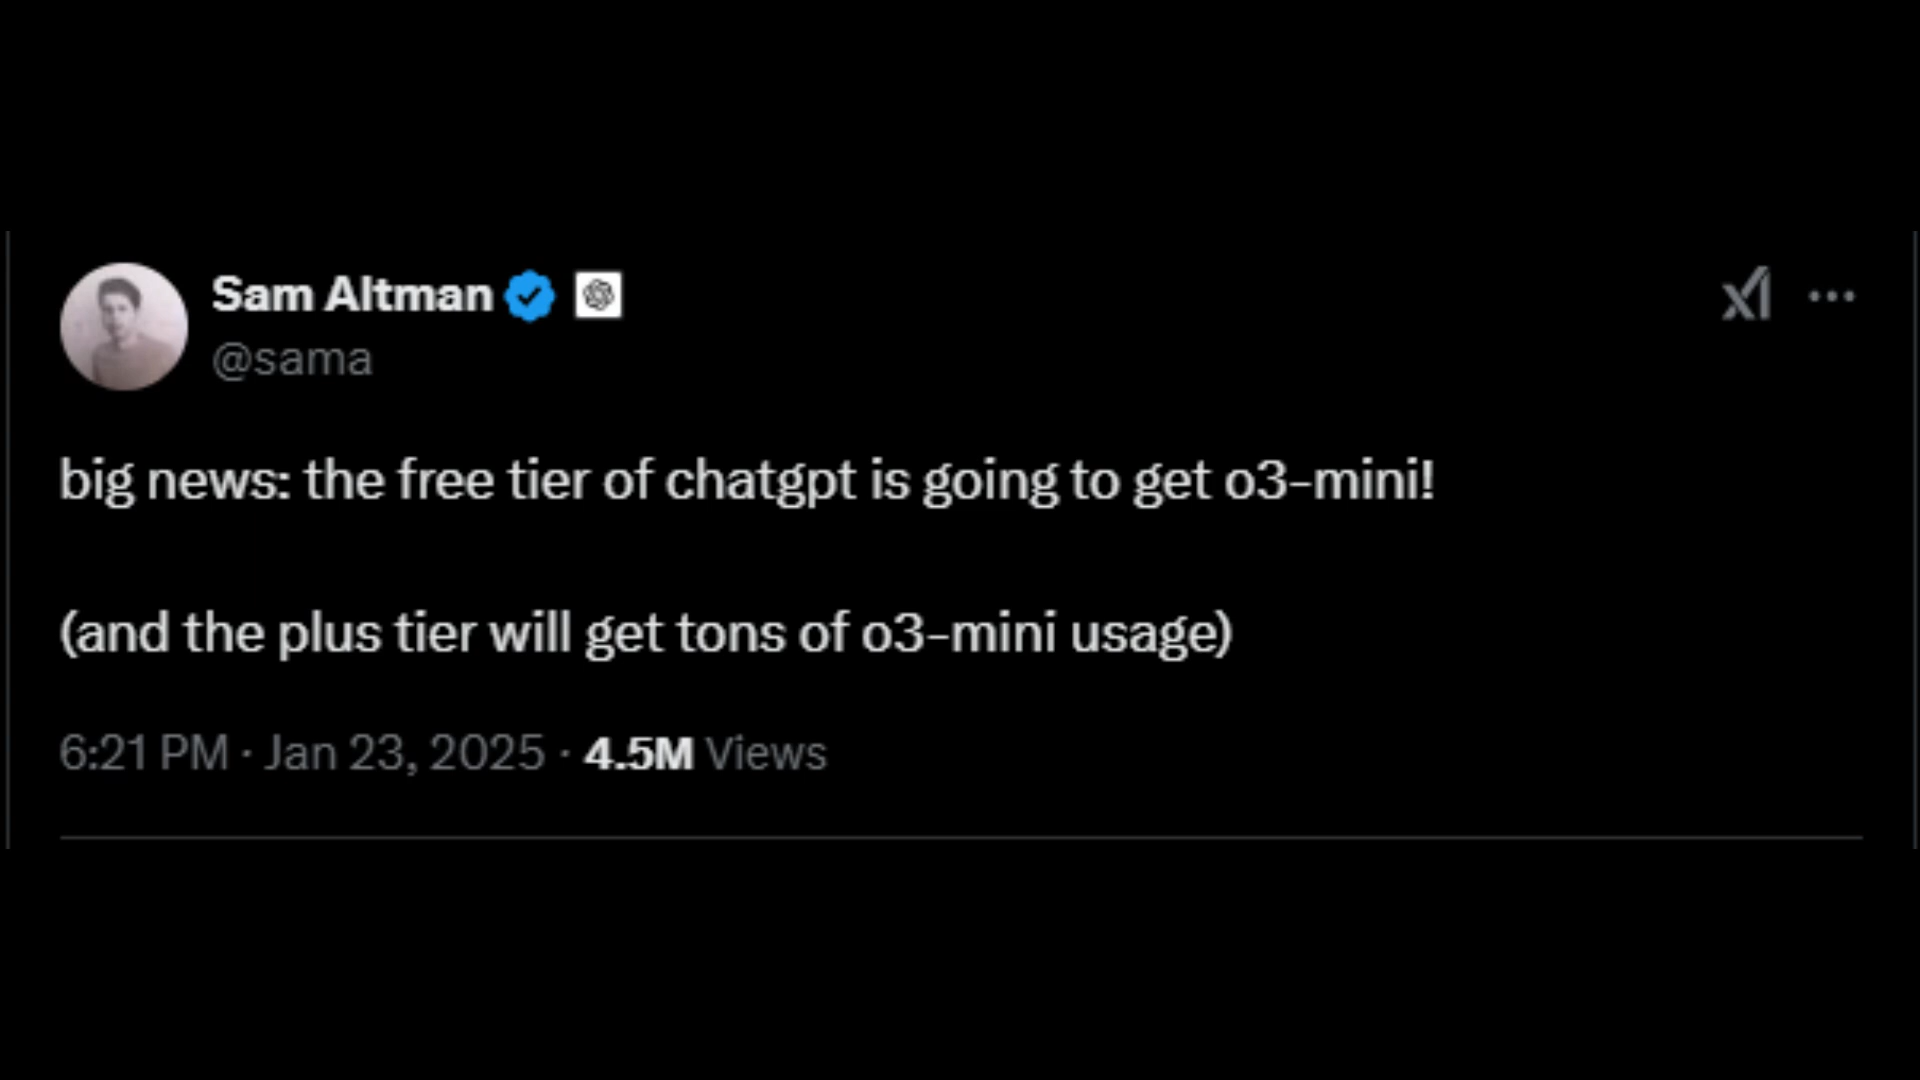 Sam Altman
@sama
big news: the free tier of chatgpt is going to get o3-mini!
(and the plus tier will get tons of o3-mini usage)
6:21 PM · Jan 23, 2025 · 4.5M Views